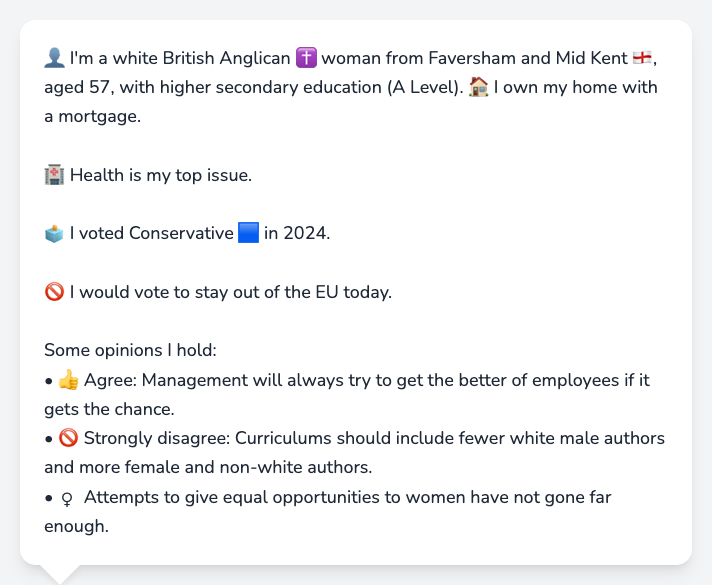 👤 I'm a white British Anglican ✝️ woman from Faversham and Mid Kent 🏴󠁧󠁢󠁥󠁮󠁧󠁿,
aged 57, with higher secondary education (A Level). 🏠 I own my home with
a mortgage.
🏥 Health is my top issue.
🗳️ I voted Conservative 🟦 in 2024.
🚫 I would vote to stay out of the EU today.
Some opinions I hold:
• 👍 Agree: Management will always try to get the better of employees if it
gets the chance.
• 🚫 Strongly disagree: Curriculums should include fewer white male authors
and more female and non-white authors.
• ♀ Attempts to give equal opportunities to women have not gone far
enough.